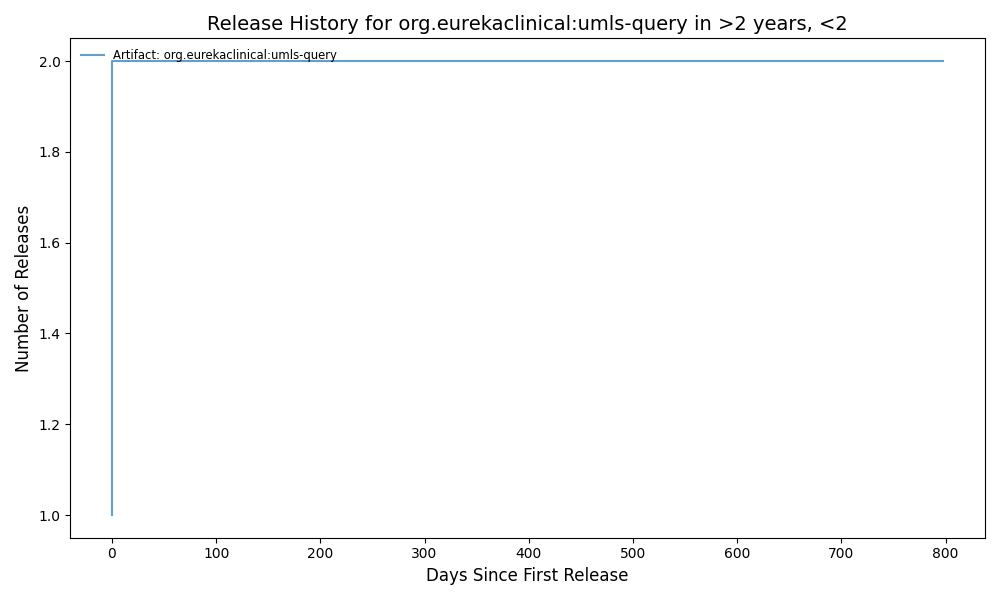 Release History for org.eurekaclinical:umls-query in >2 years, <2
Artifact: org.eurekaclinical:umls-query
Number of Releases
2.0
1.8
1.6
1.4
1.2
1.0
0 100 200 300 400 500 600 700 800
Days Since First Release